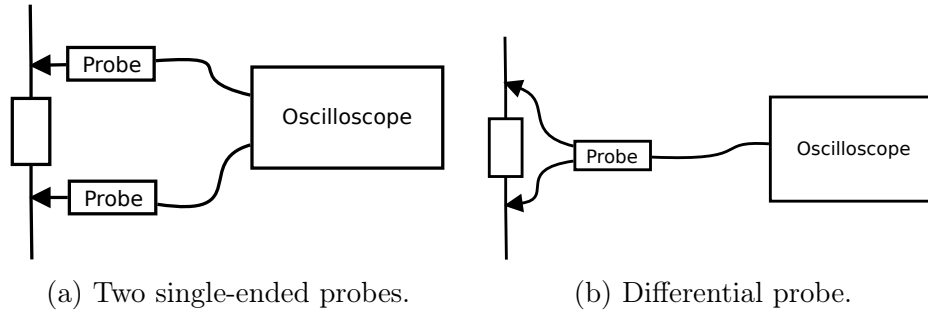 Probe
Oscilloscope
Probe
(a) Two single-ended probes.
Probe
Oscilloscope
(b) Differential probe.